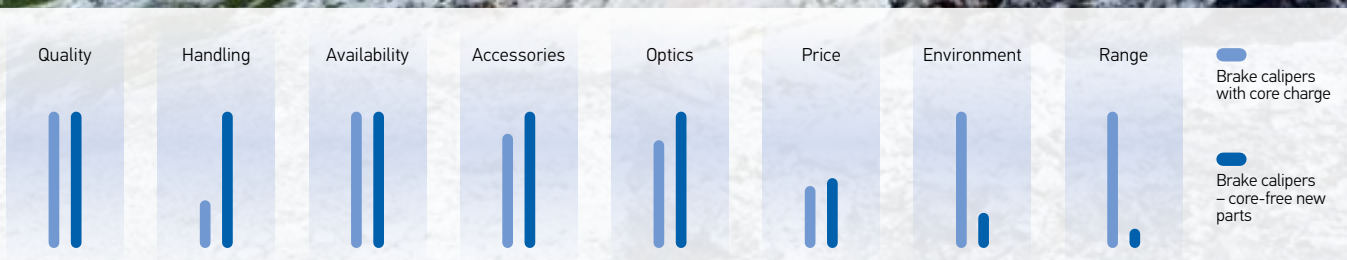 Quality
Handling
Availability
Accessories
Optics
Price
Environment
Range
Brake calipers
with core charge
Brake calipers
– core-free new
parts